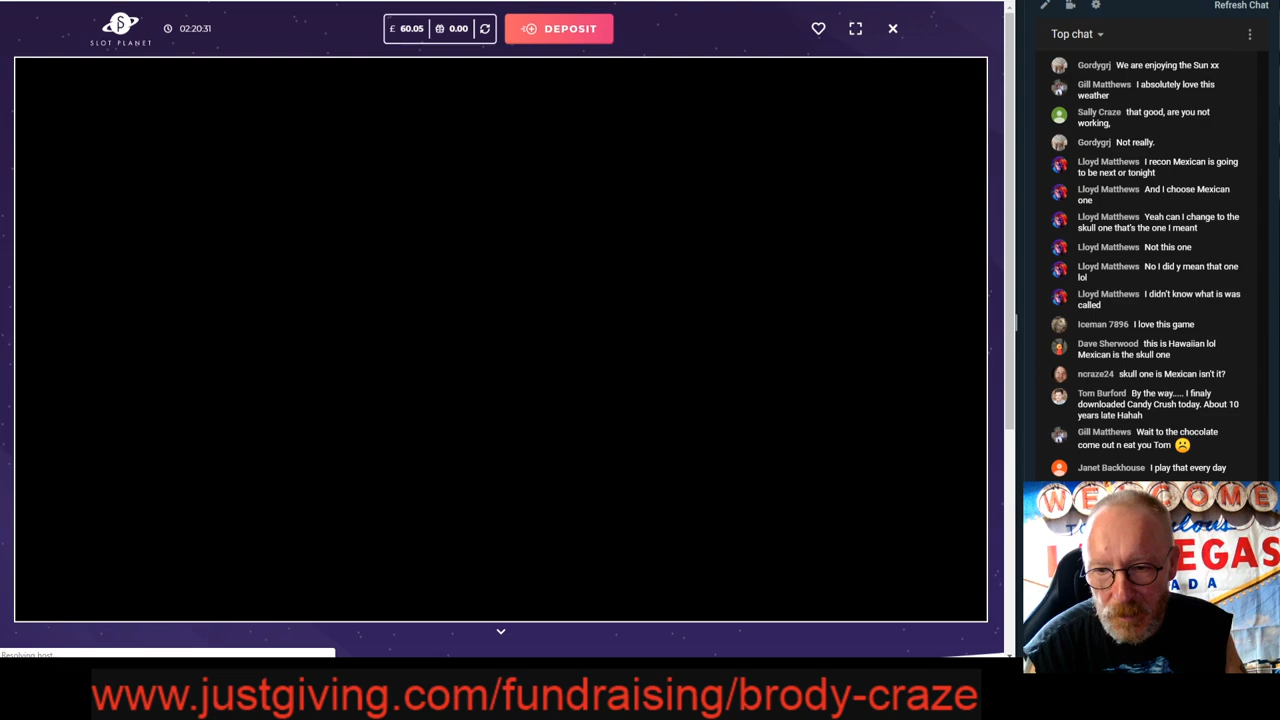 SLOT PLANET
02:20:31
£ 60.05
0.00
DEPOSIT
Refresh Chat
Top chat
Gordygrj We are enjoying the Sun xx
Gill Matthews I absolutely love this
weather
Sally Craze that good, are you not
working,
Gordygrj Not really.
Lloyd Matthews I recon Mexican is going
to be next or tonight
Lloyd Matthews And I choose Mexican
one
Lloyd Matthews Yeah can I change to the
skull one that's the one I meant
Lloyd Matthews Not this one
Lloyd Matthews No I did y mean that one
lol
Lloyd Matthews I didn't know what is was
called
Iceman 7896 I love this game
Dave Sherwood this is Hawaiian lol
Mexican is the skull one
ncraze24 skull one is Mexican isn't it?
Tom Burford By the way..... I finaly
downloaded Candy Crush today. About 10
years late Hahah
Gill Matthews Wait to the chocolate
come out n eat you Tom
Janet Backhouse I play that every day
WELCOME
VEGAS
Resolving host
www.justgiving.com/fundraising/brody-craze